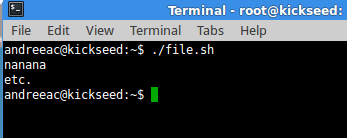 Terminal - root@kickseed:
File Edit View Terminal Tabs Help
andreeac@kickseed:~$ ./file.sh
nanana
etc.
andreeac@kickseed:~$